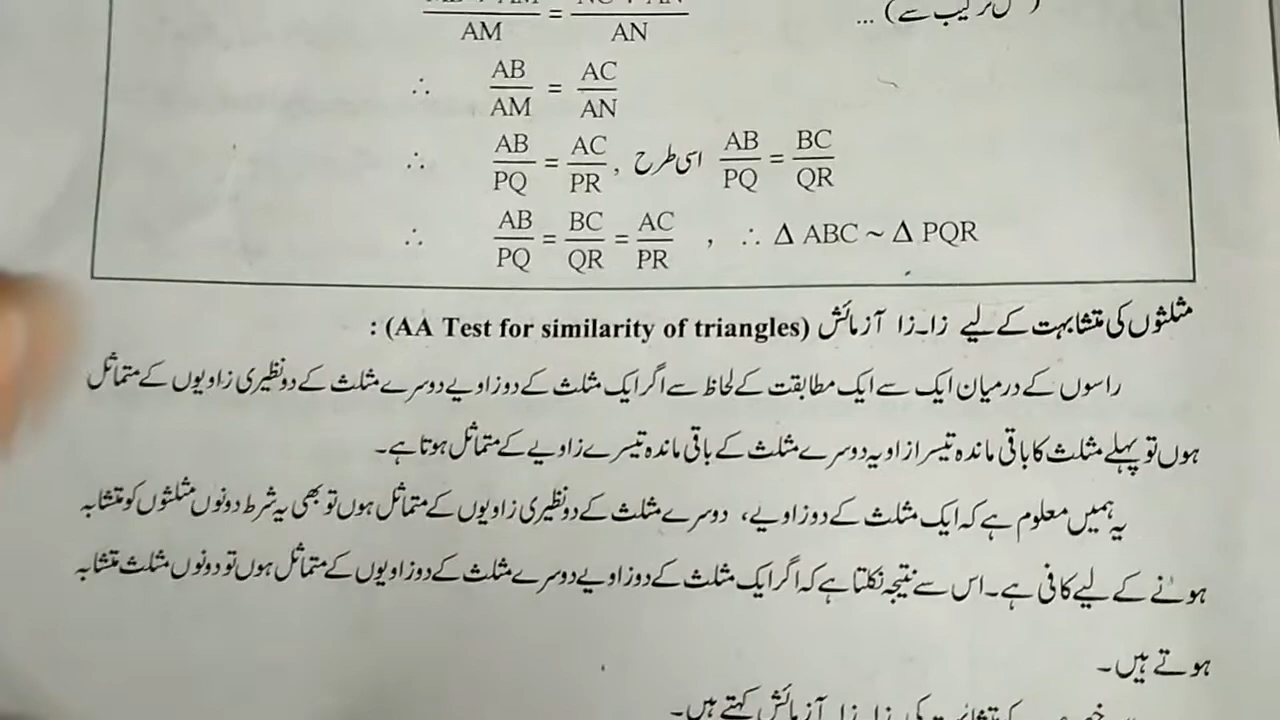 AM = AN ... ترکیب سے)
∴ AB/AM = AC/AN
∴ AB/PQ = AC/PR , اسی طرح AB/PQ = BC/QR
∴ AB/PQ = BC/QR = AC/PR , ∴ Δ ABC ~ Δ PQR
مثلثوں کی متشابہت کے لیے زا۔زا آزمائش (AA Test for similarity of triangles) :
راسوں کے درمیان ایک سے ایک مطابقت کے لحاظ سے اگر ایک مثلث کے دو زاویے دوسرے مثلث کے دو نظیری زاویوں کے متماثل
ہوں تو پہلے مثلث کا باقی ماندہ تیسرا زاویہ دوسرے مثلث کے باقی ماندہ تیسرے زاویے کے متماثل ہوتا ہے۔
یہ ہمیں معلوم ہے کہ ایک مثلث کے دو زاویے، دوسرے مثلث کے دو نظیری زاویوں کے متماثل ہوں تو بھی یہ شرط دونوں مثلثوں کو متشابہ
ہونے کے لیے کافی ہے۔ اس سے نتیجہ نکلتا ہے کہ اگر ایک مثلث کے دو زاویے دوسرے مثلث کے دو زاویوں کے متماثل ہوں تو دونوں مثلث متشابہ
ہوتے ہیں۔
زا۔زا آزمائش کہتے ہیں۔